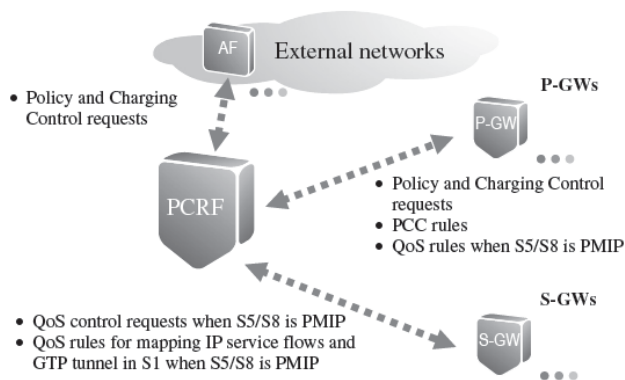 AF
External networks
• Policy and Charging
Control requests
P-GWs
P-GW
PCRF
• Policy and Charging Control
requests
• PCC rules
• QoS rules when S5/S8 is PMIP
S-GWs
• QoS control requests when S5/S8 is PMIP
• QoS rules for mapping IP service flows and
GTP tunnel in S1 when S5/S8 is PMIP
S-GW